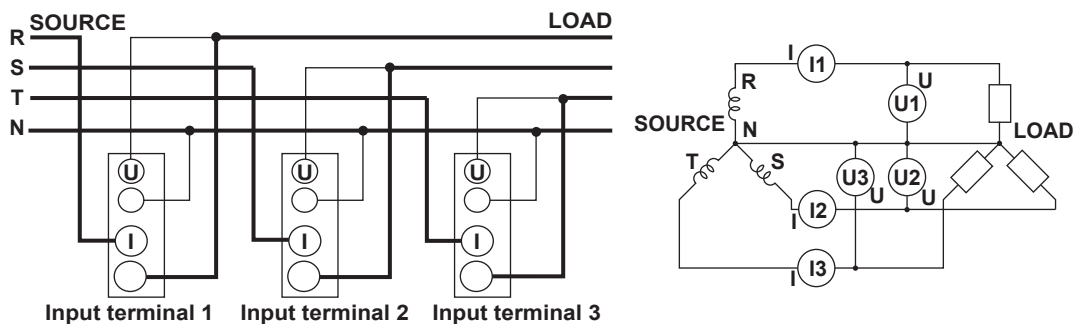 SOURCE LOAD
R
S
T
N
U U U
I I I
Input terminal 1 Input terminal 2 Input terminal 3
I I1
U
R
U1
SOURCE N LOAD
T S
U3 U2
U U
I I2
I I3